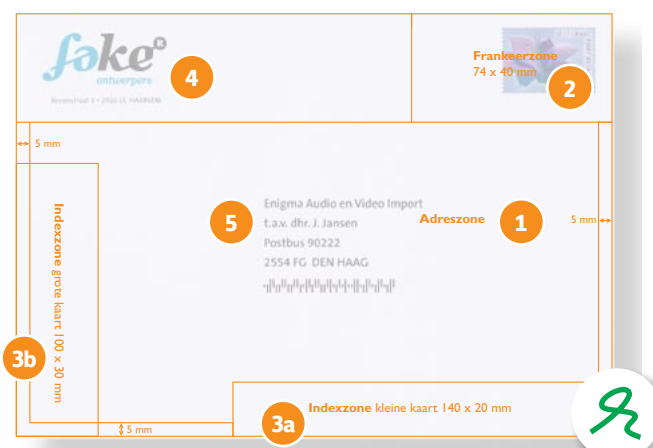 føke®
ontwerpers
4
Frankeerzone
74 x 40 mm
2
5 mm
Indexzone grote kaart 100 x 30 mm
3b
5
Enigma Audio en Video Import
t.a.v. dhr. J. Jansen
Postbus 90222
2554 FG DEN HAAG
Adreszone
1
5 mm
5 mm
3a
Indexzone kleine kaart 140 x 20 mm